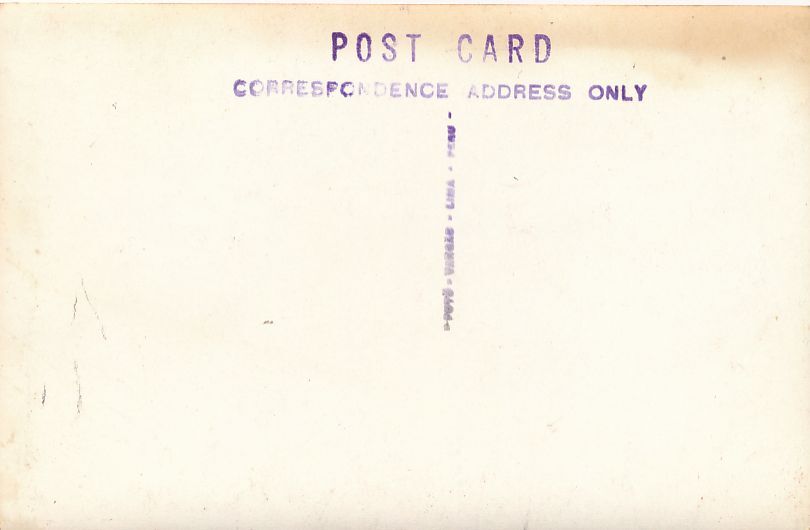 POST CARD
CORRESPONDENCE ADDRESS ONLY
- FOTO - VARGAS - LIMA - PERU -